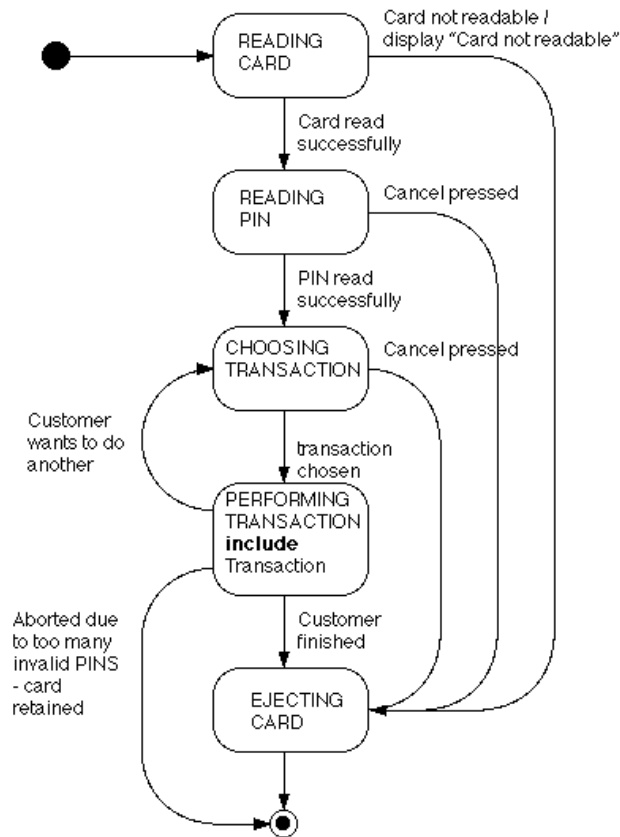 Card not readable /
display "Card not readable"
READING
CARD
Card read
successfully
READING
PIN
Cancel pressed
PIN read
successfully
CHOOSING
TRANSACTION
Cancel pressed
Customer
wants to do
another
transaction
chosen
PERFORMING
TRANSACTION
include
Transaction
Aborted due
to too many
invalid PINS
- card
retained
Customer
finished
EJECTING
CARD